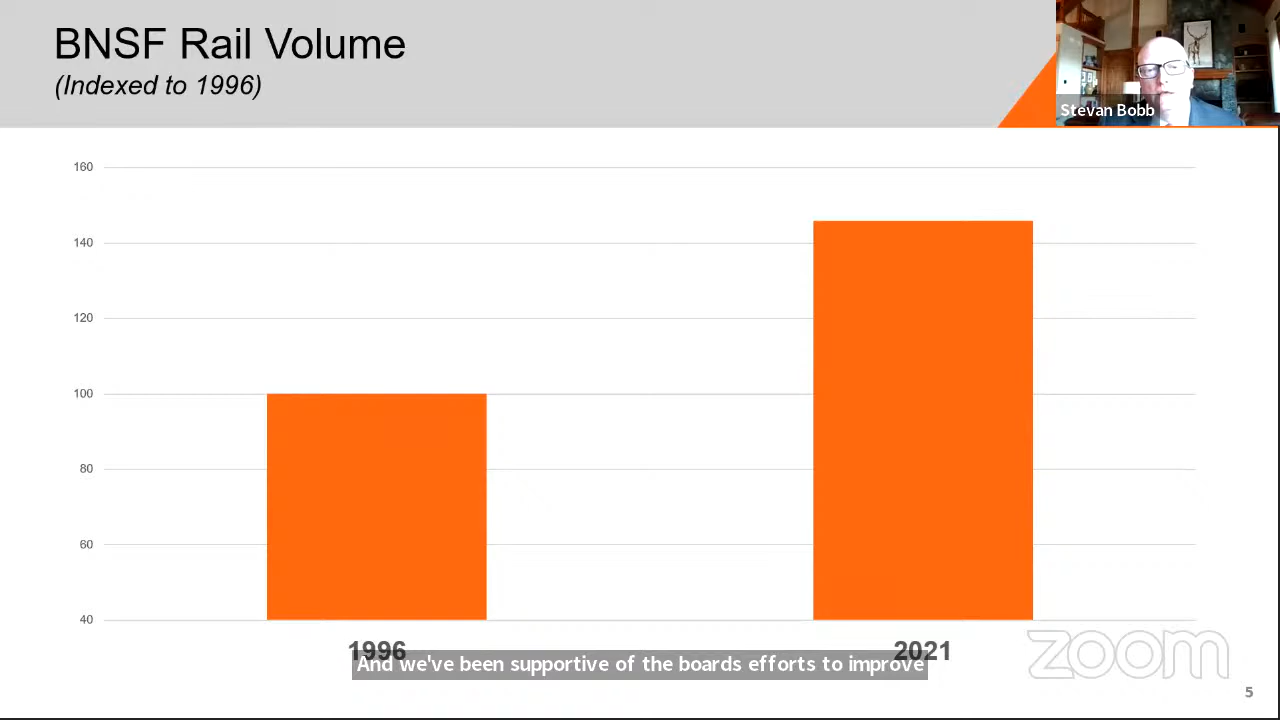 BNSF Rail Volume
(Indexed to 1996)
Stevan Bobb
160
140
120
100
80
60
40
1996
2021
And we've been supportive of the boards efforts to improve
zoom
5